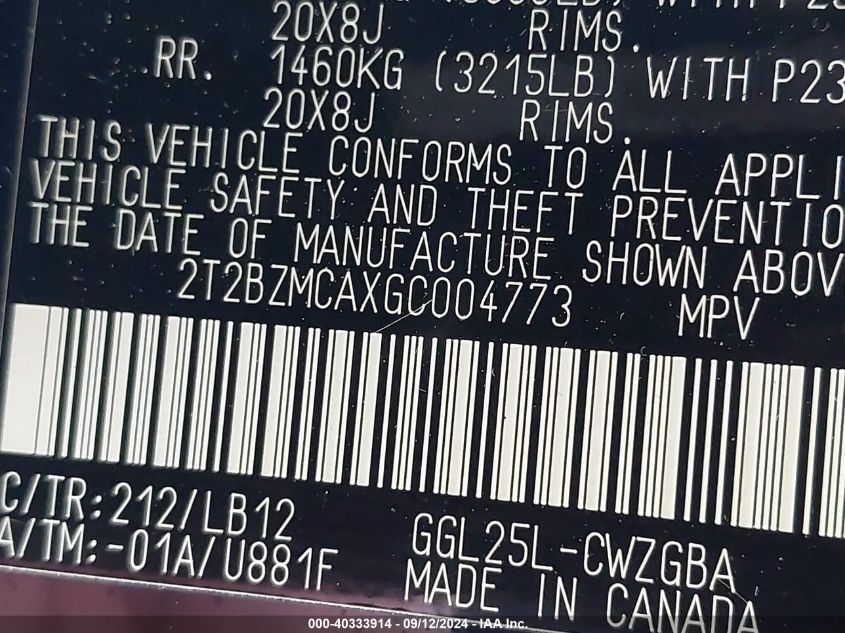 20X8J RIMS.
RR. 1460KG (3215LB) WITH P23
20X8J RIMS.
THIS VEHICLE CONFORMS TO ALL APPLI
VEHICLE SAFETY AND THEFT PREVENTIO
THE DATE OF MANUFACTURE SHOWN ABOV
2T2BZMCAXGC004773 MPV
C/TR:212/LB12
A/TM:-01A/U881F
GGL25L-CWZGBA
MADE IN CANADA
000-40333914 - 09/12/2024 - IAA Inc.